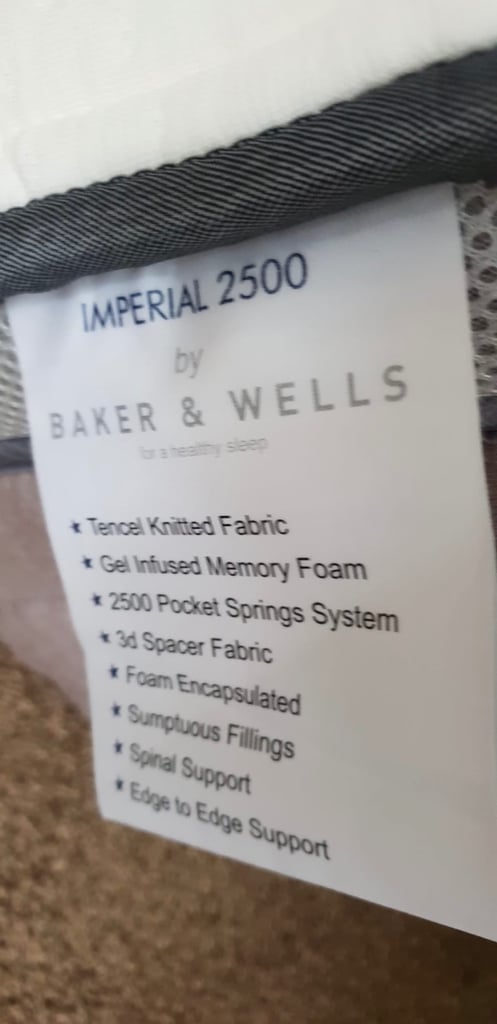 IMPERIAL 2500
by
BAKER & WELLS
for a healthy sleep
★ Tencel Knitted Fabric
★ Gel Infused Memory Foam
★ 2500 Pocket Springs System
★ 3d Spacer Fabric
★ Foam Encapsulated
★ Sumptuous Fillings
★ Spinal Support
★ Edge to Edge Support